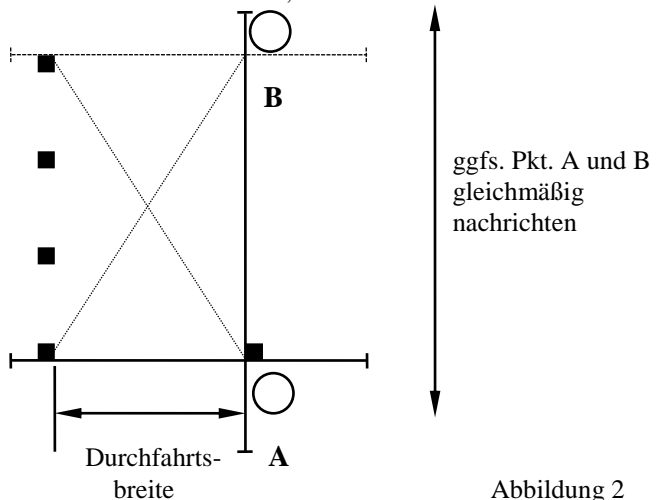 B
ggfs. Pkt. A und B
gleichmäßig
nachrichten
Durchfahrts-
breite
A
Abbildung 2